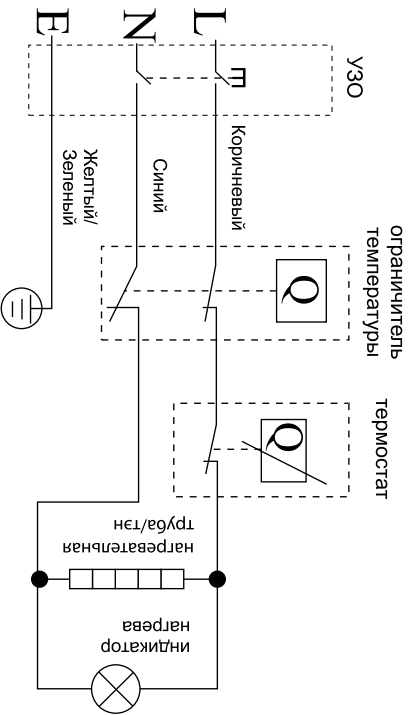 E
N
L
УЗО
E
Желтый/
Зеленый
Синий
Коричневый
ограничитель
температуры
Q
термостат
Q
нагревательная
труба/тэн
индикатор
нагрева